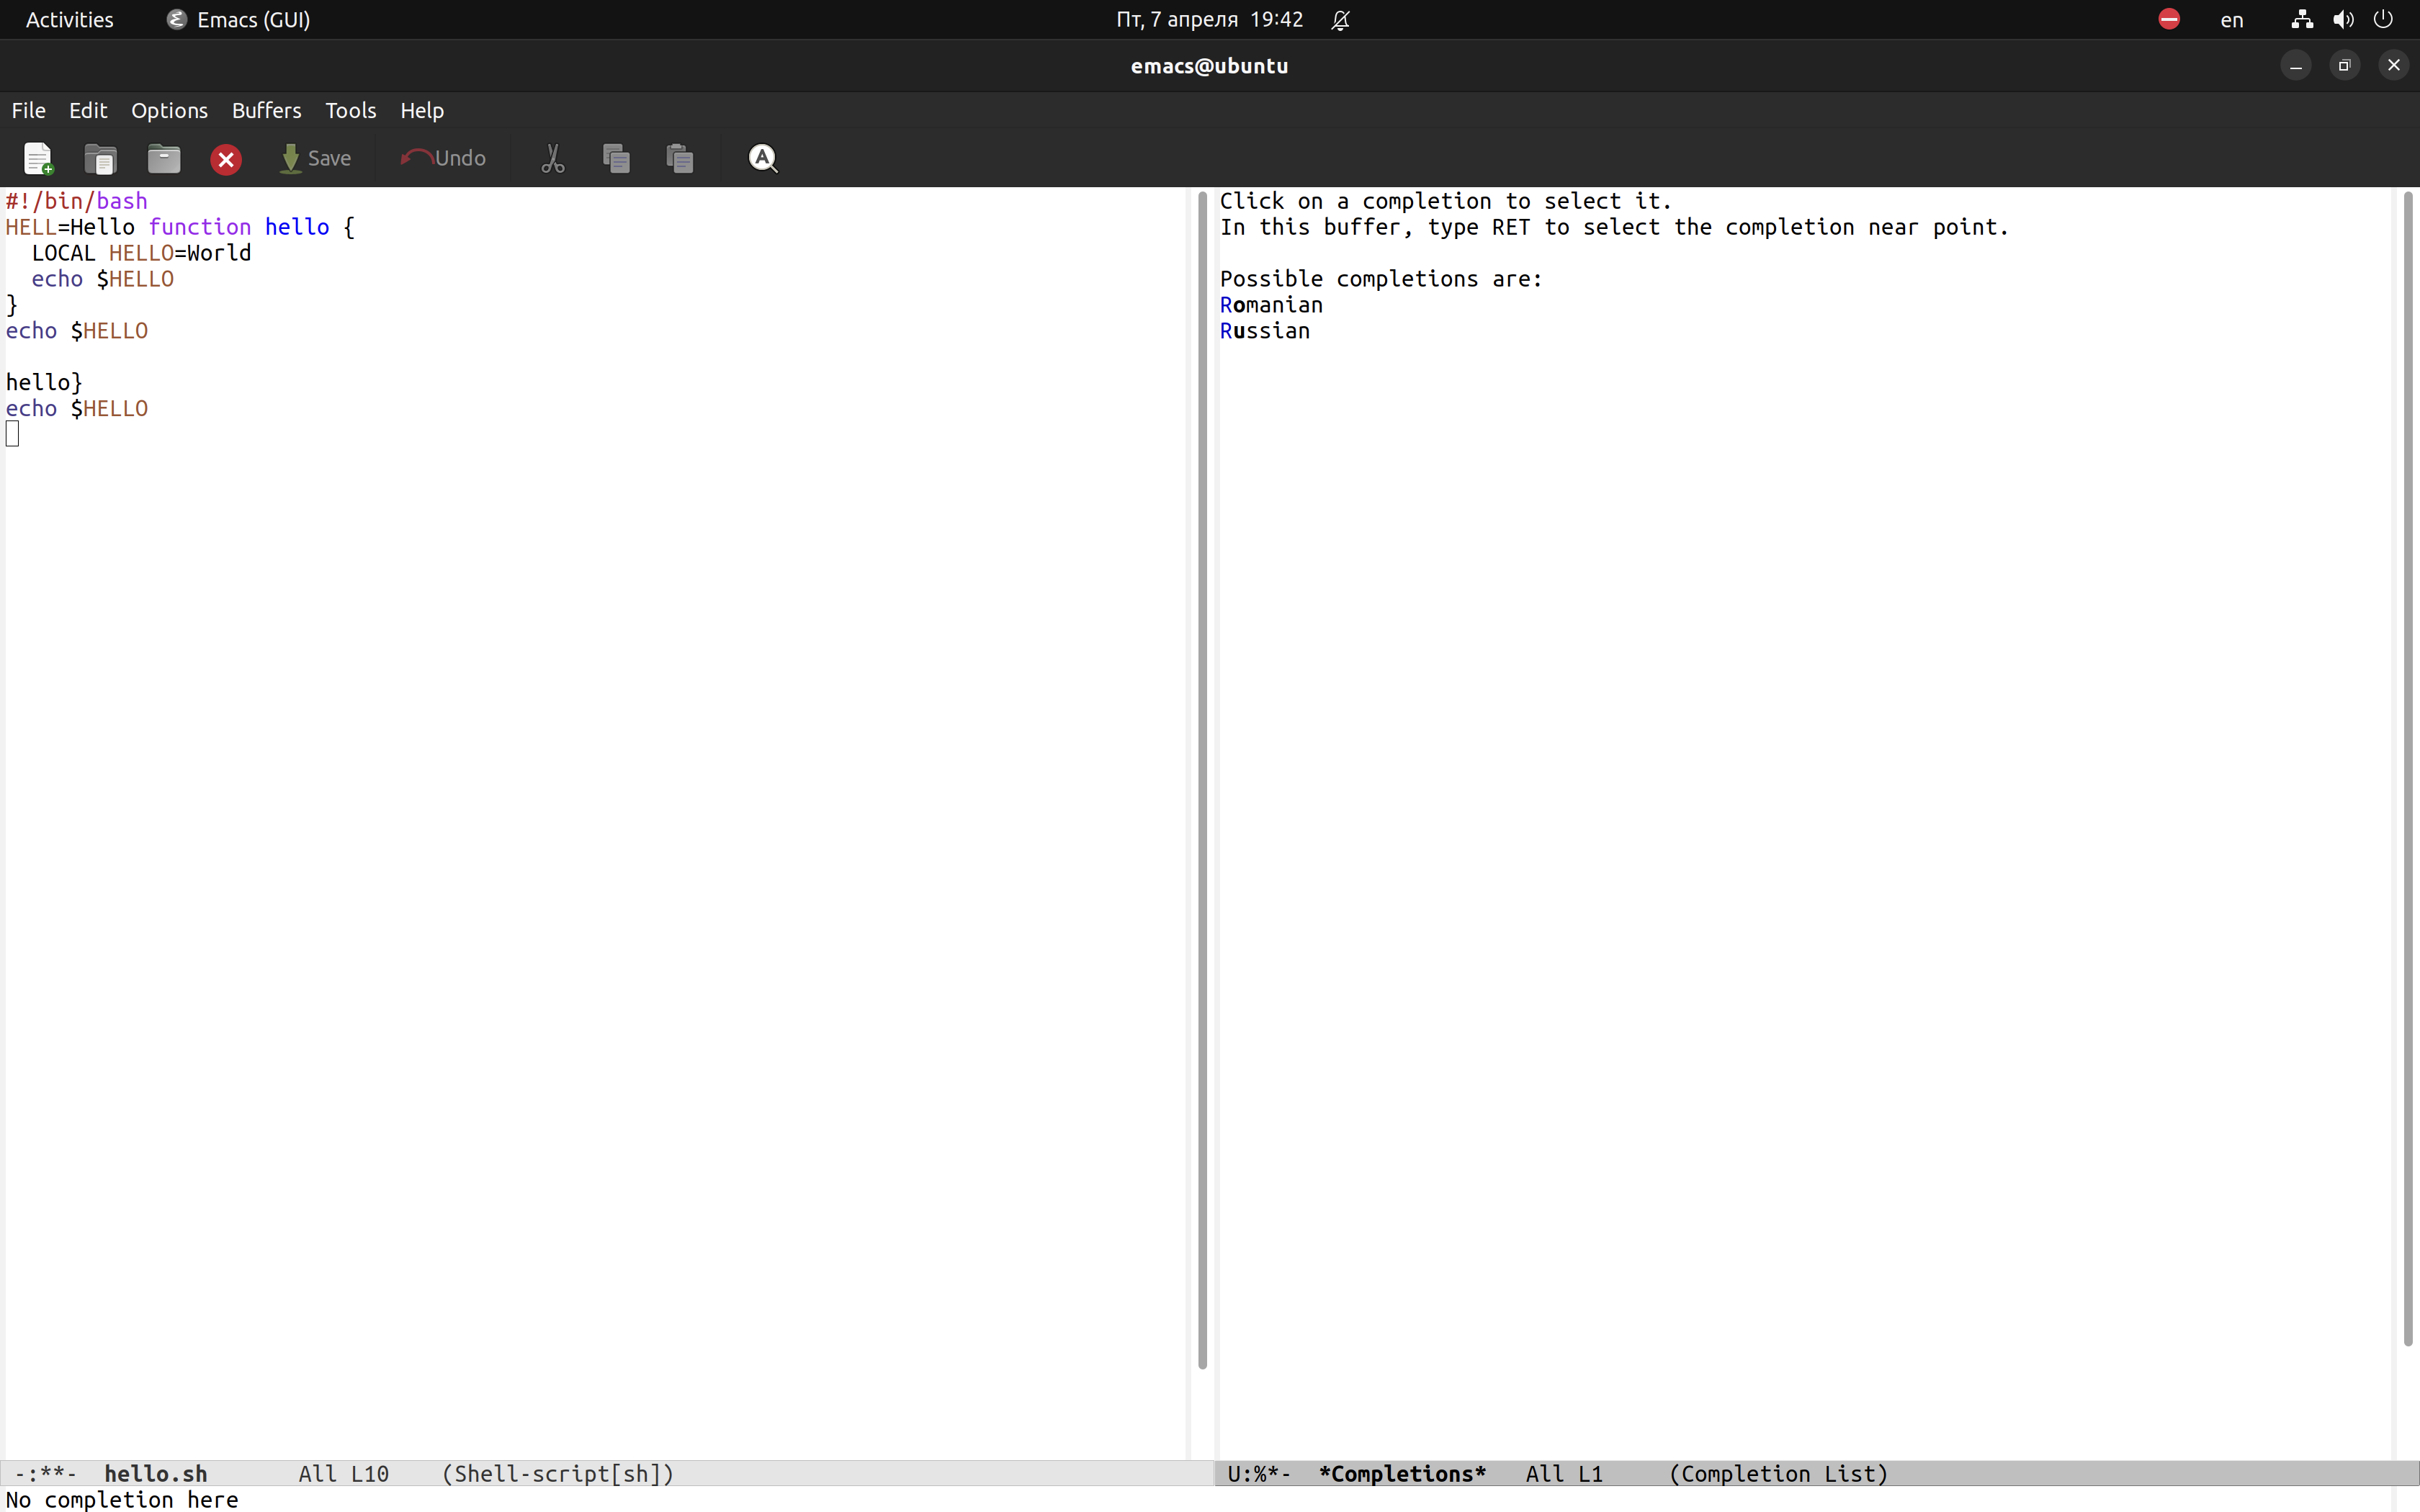 Activities Emacs (GUI) Пт, 7 апреля 19:42 en
emacs@ubuntu
File Edit Options Buffers Tools Help
Save Undo
#!/bin/bash
HELL=Hello function hello {
  LOCAL HELLO=World
  echo $HELLO
}
echo $HELLO
hello}
echo $HELLO
Click on a completion to select it.
In this buffer, type RET to select the completion near point.
Possible completions are:
Romanian
Russian
-:**- hello.sh All L10 (Shell-script[sh])
U:%*- *Completions* All L1 (Completion List)
No completion here